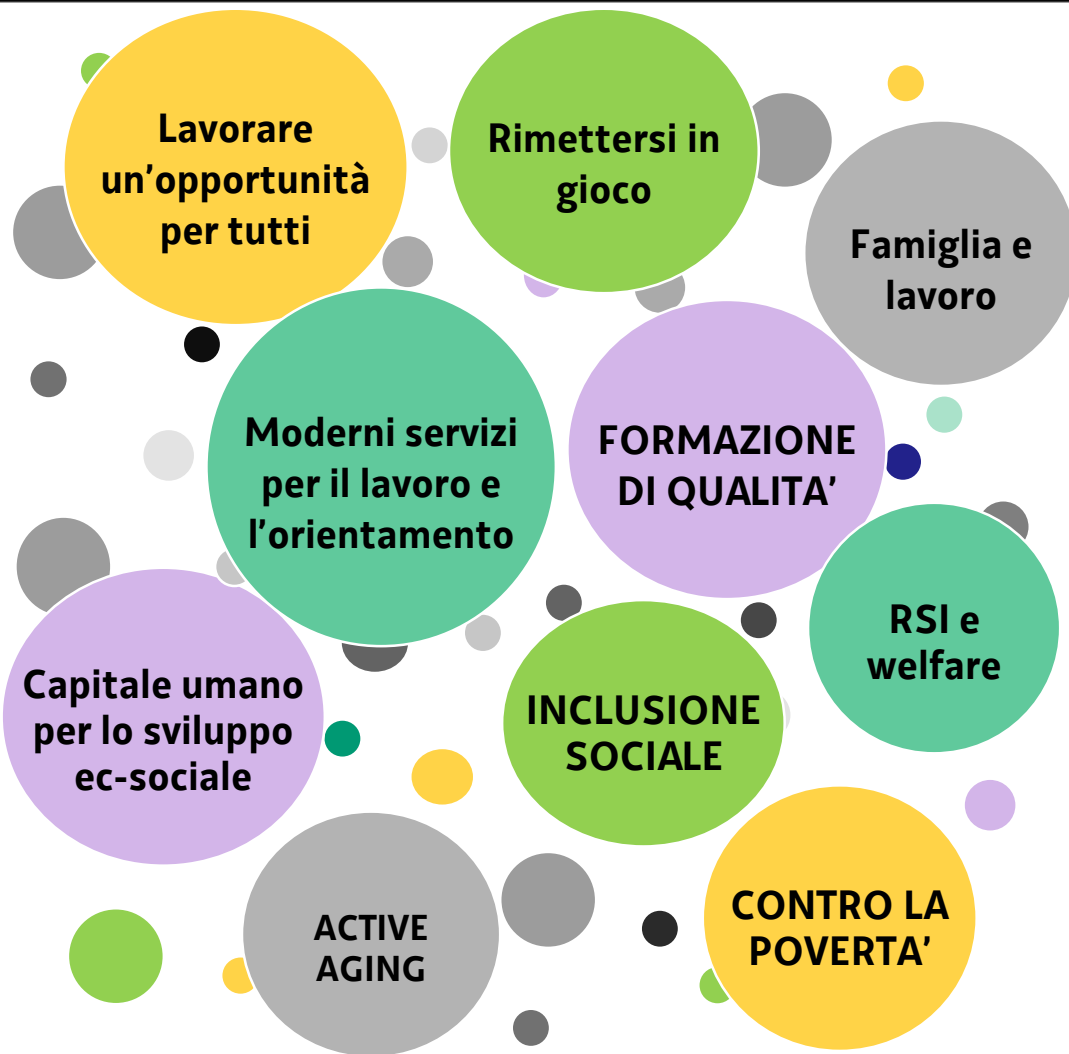 Lavorare
un’opportunità
per tutti
Rimettersi in
gioco
Famiglia e
lavoro
Moderni servizi
per il lavoro e
l’orientamento
FORMAZIONE
DI QUALITA’
RSI e
welfare
Capitale umano
per lo sviluppo
ec-sociale
INCLUSIONE
SOCIALE
ACTIVE
AGING
CONTRO LA
POVERTA’